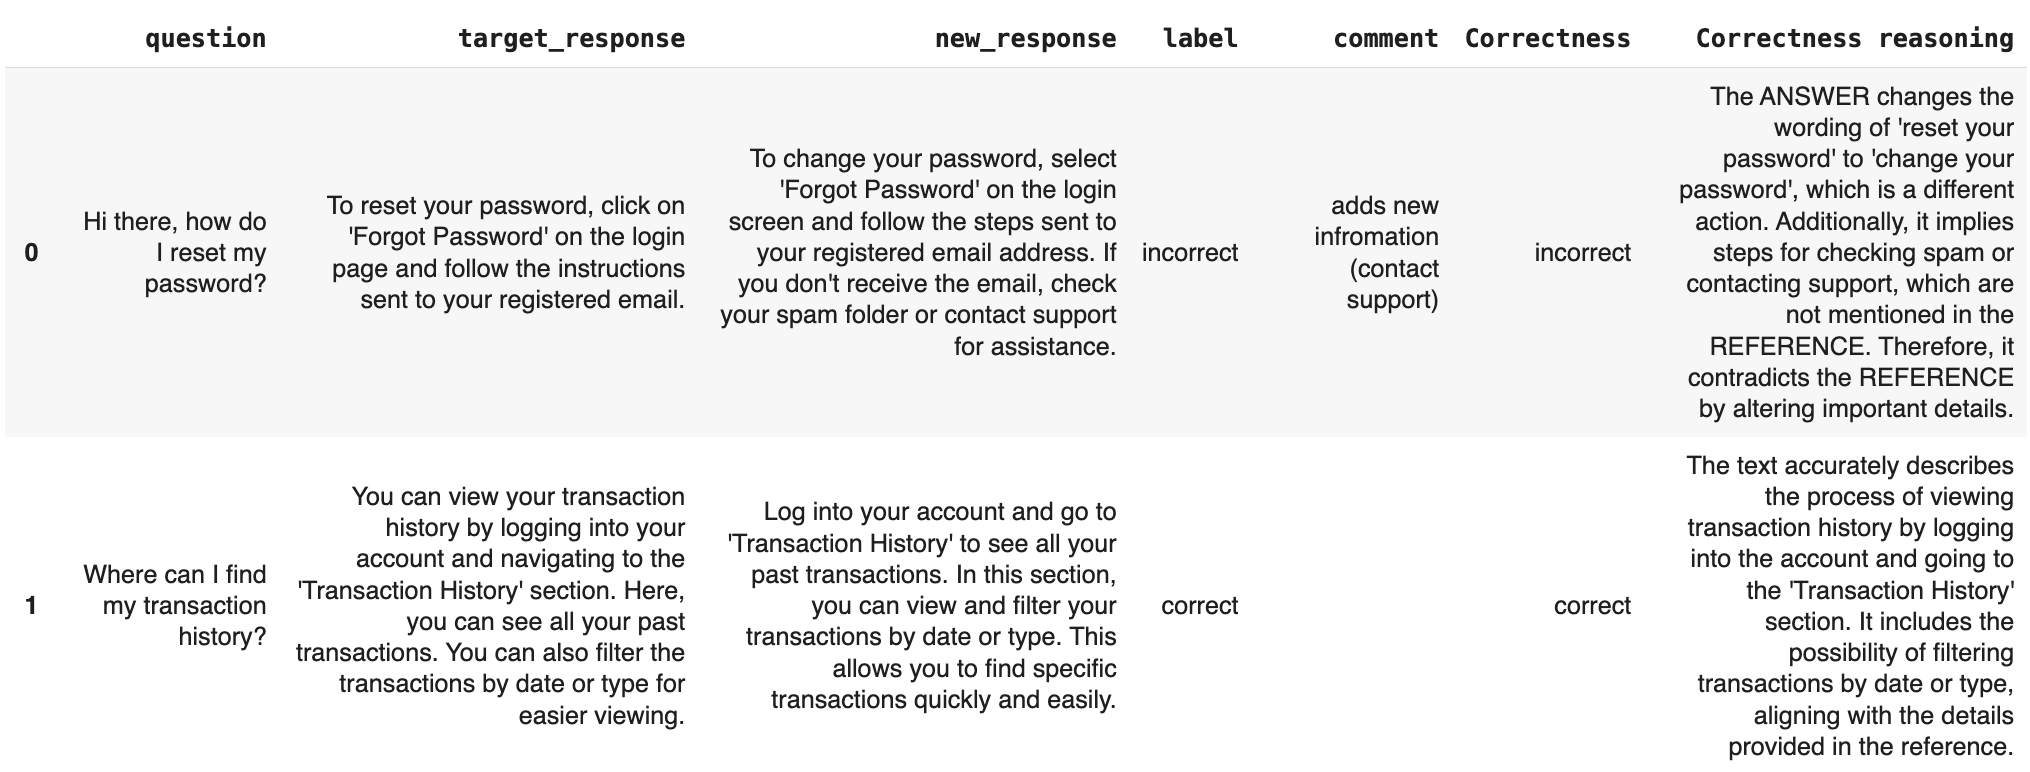 question target_response new_response label comment Correctness Correctness reasoning
0
Hi there, how do
I reset my
password?
To reset your password, click on
'Forgot Password' on the login
page and follow the instructions
sent to your registered email.
To change your password, select
'Forgot Password' on the login
screen and follow the steps sent to
your registered email address. If
you don't receive the email, check
your spam folder or contact support
for assistance.
incorrect
adds new
infromation
(contact
support)
incorrect
The ANSWER changes the
wording of 'reset your
password' to 'change your
password', which is a different
action. Additionally, it implies
steps for checking spam or
contacting support, which are
not mentioned in the
REFERENCE. Therefore, it
contradicts the REFERENCE
by altering important details.
1
Where can I find
my transaction
history?
You can view your transaction
history by logging into your
account and navigating to the
'Transaction History' section. Here,
you can see all your past
transactions. You can also filter the
transactions by date or type for
easier viewing.
Log into your account and go to
'Transaction History' to see all your
past transactions. In this section,
you can view and filter your
transactions by date or type. This
allows you to find specific
transactions quickly and easily.
correct
correct
The text accurately describes
the process of viewing
transaction history by logging
into the account and going to
the 'Transaction History'
section. It includes the
possibility of filtering
transactions by date or type,
aligning with the details
provided in the reference.